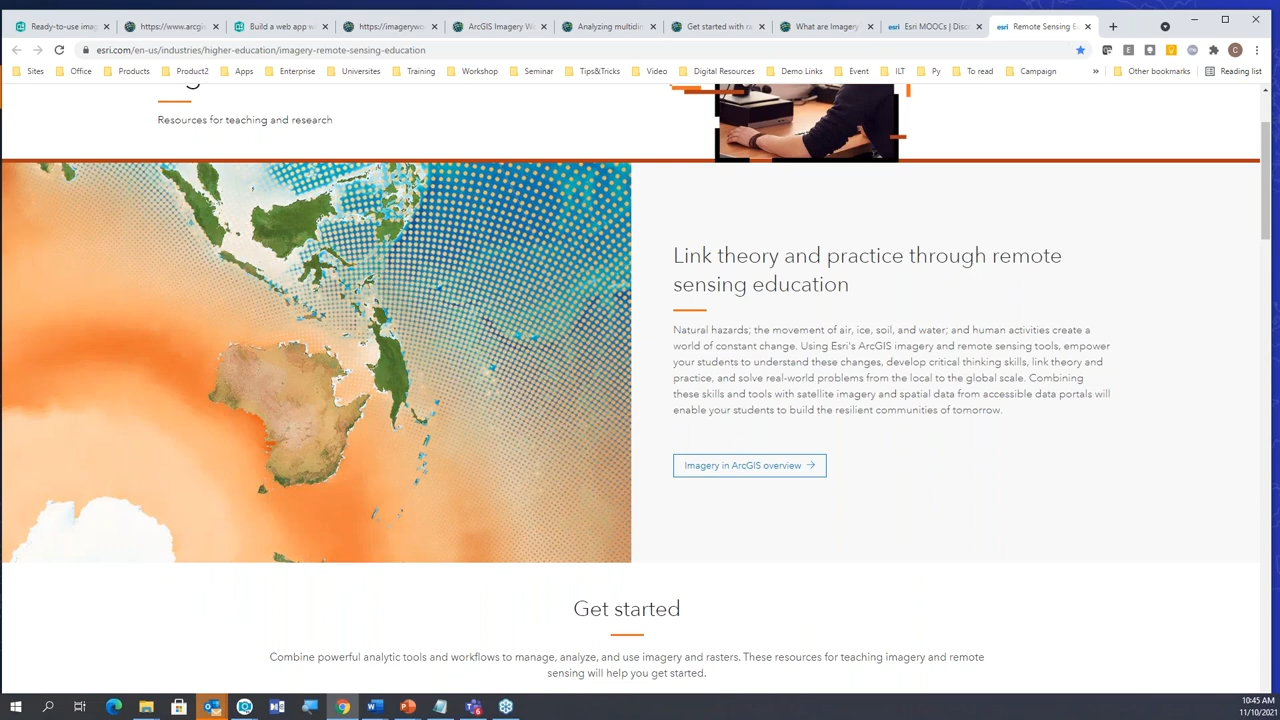 Ready-to-use imag
https://www.arcgi
Build a web app w
https://imagerywo
ArcGIS Imagery Wo
Analyzing multidim
Get started with ra
What are Imagery
esri Esri MOOCs | Disco
esri Remote Sensing E
esri.com/en-us/industries/higher-education/imagery-remote-sensing-education
Sites Office Products Product2 Apps Enterprise Universites Training Workshop Seminar Tips&Tricks Video Digital Resources Demo Links Event ILT Py To read Campaign » Other bookmarks Reading list
Resources for teaching and research
Link theory and practice through remote
sensing education
Natural hazards; the movement of air, ice, soil, and water; and human activities create a
world of constant change. Using Esri's ArcGIS imagery and remote sensing tools, empower
your students to understand these changes, develop critical thinking skills, link theory and
practice, and solve real-world problems from the local to the global scale. Combining
these skills and tools with satellite imagery and spatial data from accessible data portals will
enable your students to build the resilient communities of tomorrow.
Imagery in ArcGIS overview →
Get started
Combine powerful analytic tools and workflows to manage, analyze, and use imagery and rasters. These resources for teaching imagery and remote
sensing will help you get started.
10:45 AM
11/10/2021